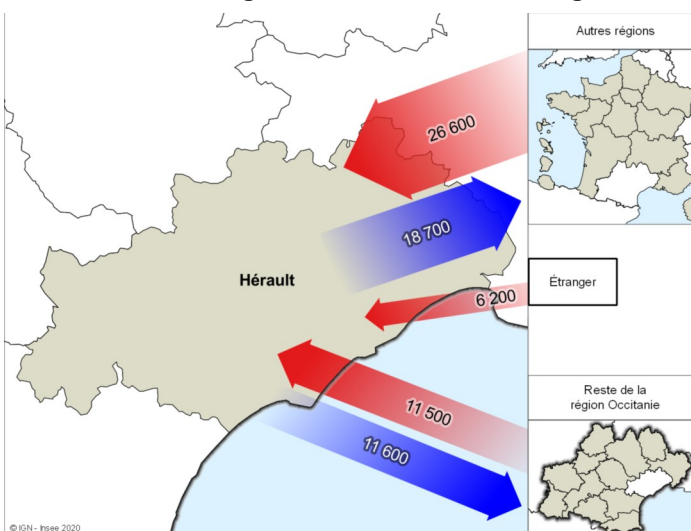 Autres régions
26 600
18 700
Hérault
Étranger
6 200
11 500
11 600
Reste de la
région Occitanie
© IGN - Insee 2020